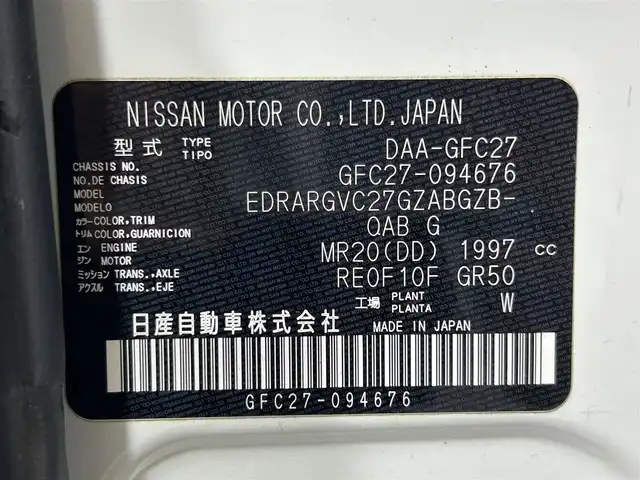 NISSAN MOTOR CO.,LTD.JAPAN
型式 TYPE TIPO DAA-GFC27
CHASSIS NO. NO.DE CHASIS GFC27-094676
MODEL MODELO EDRARGVC27GZABGZB-
カラー COLOR,TRIM トリム COLOR,GUARNICION QAB G
エン ジン ENGINE MOTOR MR20(DD) 1997 cc
ミッション アクスル TRANS.,AXLE TRANS.,EJE RE0F10F GR50
工場 PLANT PLANTA W
日産自動車株式会社 MADE IN JAPAN
GFC27-094676